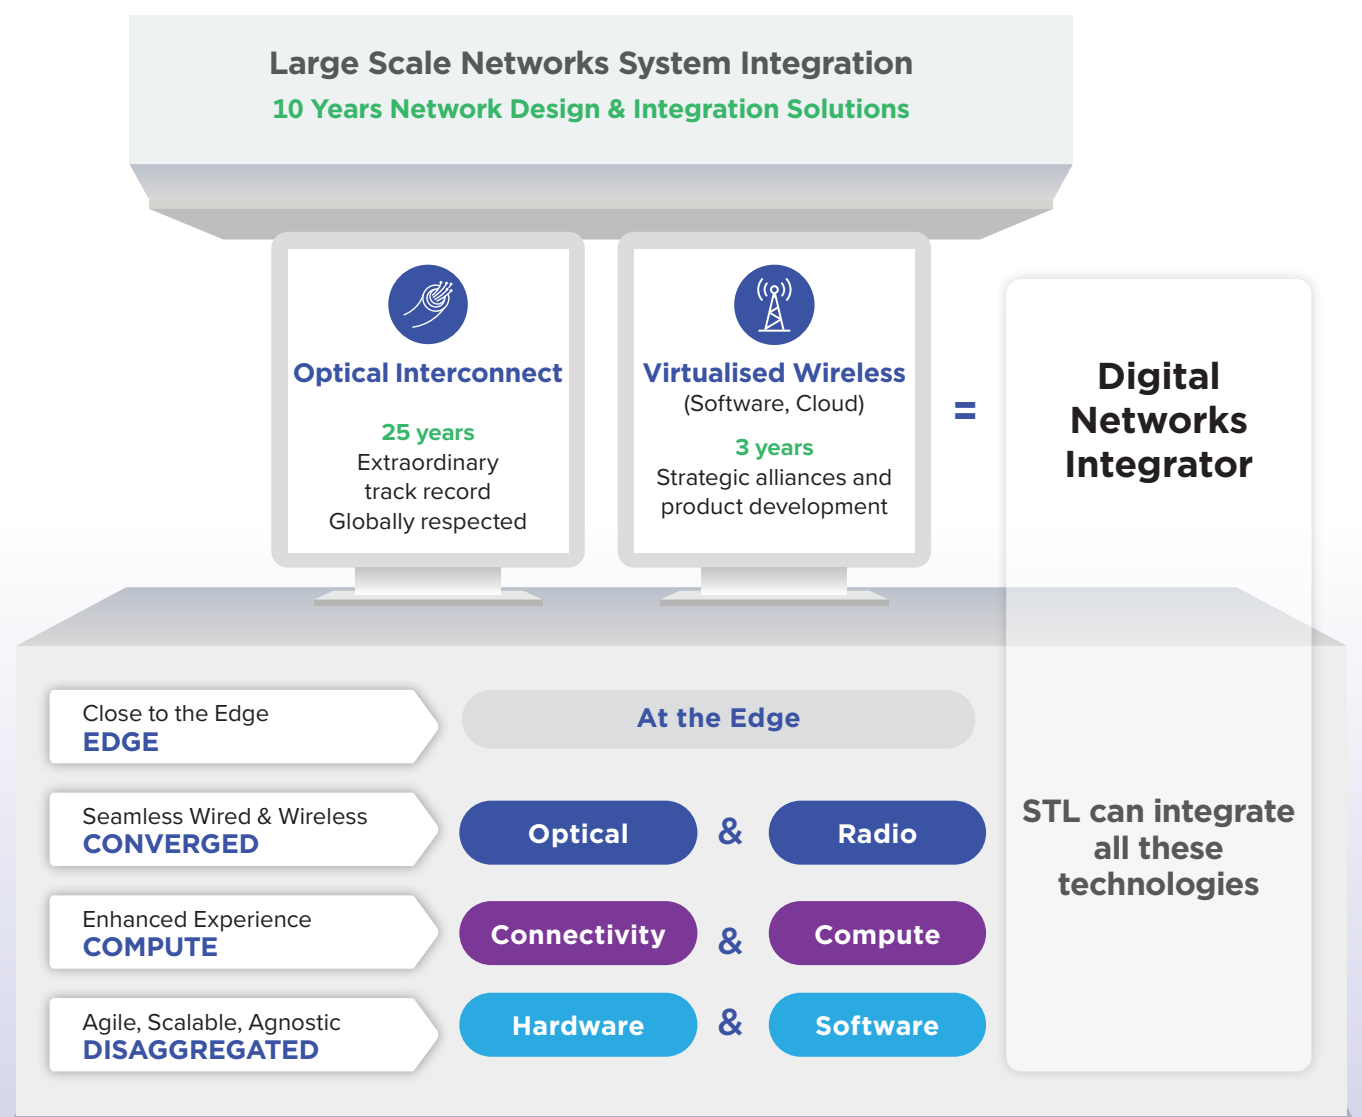 Large Scale Networks System Integration
10 Years Network Design & Integration Solutions
Optical Interconnect
25 years
Extraordinary
track record
Globally respected
Virtualised Wireless
(Software, Cloud)
3 years
Strategic alliances and
product development
=
Digital
Networks
Integrator
Close to the Edge
EDGE
At the Edge
Seamless Wired & Wireless
CONVERGED
Optical & Radio
Enhanced Experience
COMPUTE
Connectivity & Compute
Agile, Scalable, Agnostic
DISAGGREGATED
Hardware & Software
STL can integrate
all these
technologies